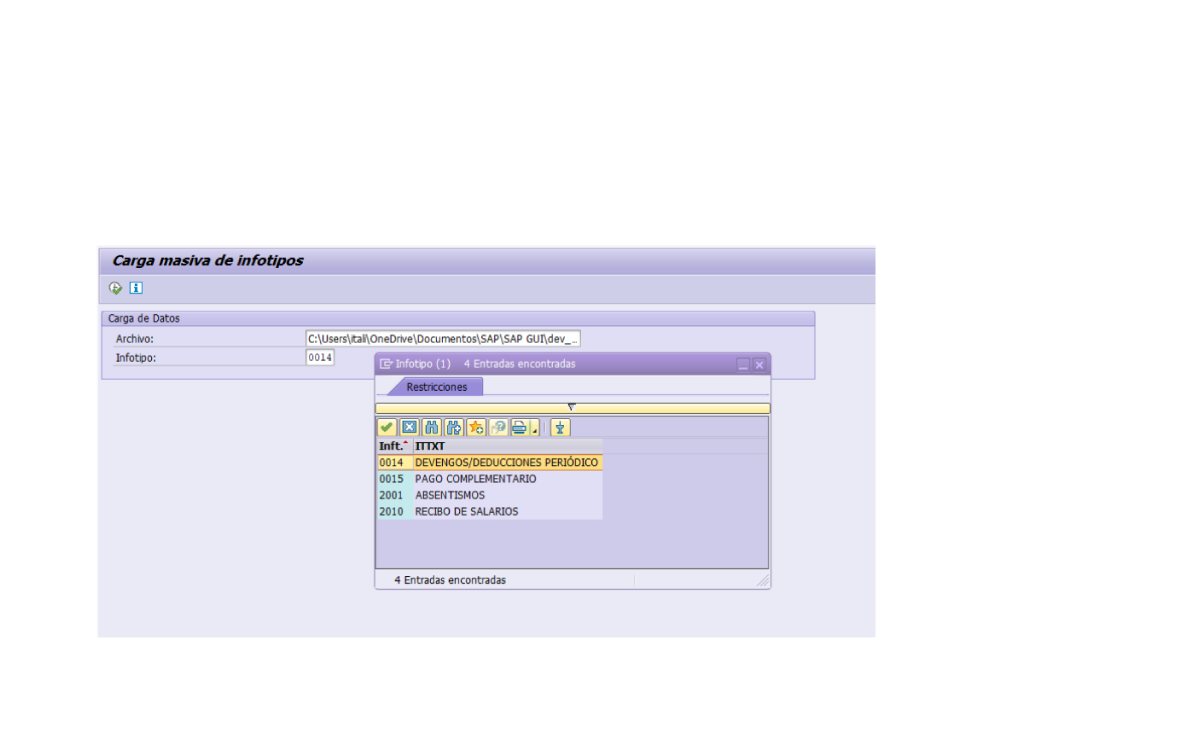 Carga masiva de infotipos
Carga de Datos
Archivo: C:\Users\itali\OneDrive\Documentos\SAP\SAP GUI\dev_...
Infotipo: 0014
Infotipo (1) 4 Entradas encontradas
Restricciones
Inft. ITTXT
0014 DEVENGOS/DEDUCCIONES PERIÓDICO
0015 PAGO COMPLEMENTARIO
2001 ABSENTISMOS
2010 RECIBO DE SALARIOS
4 Entradas encontradas